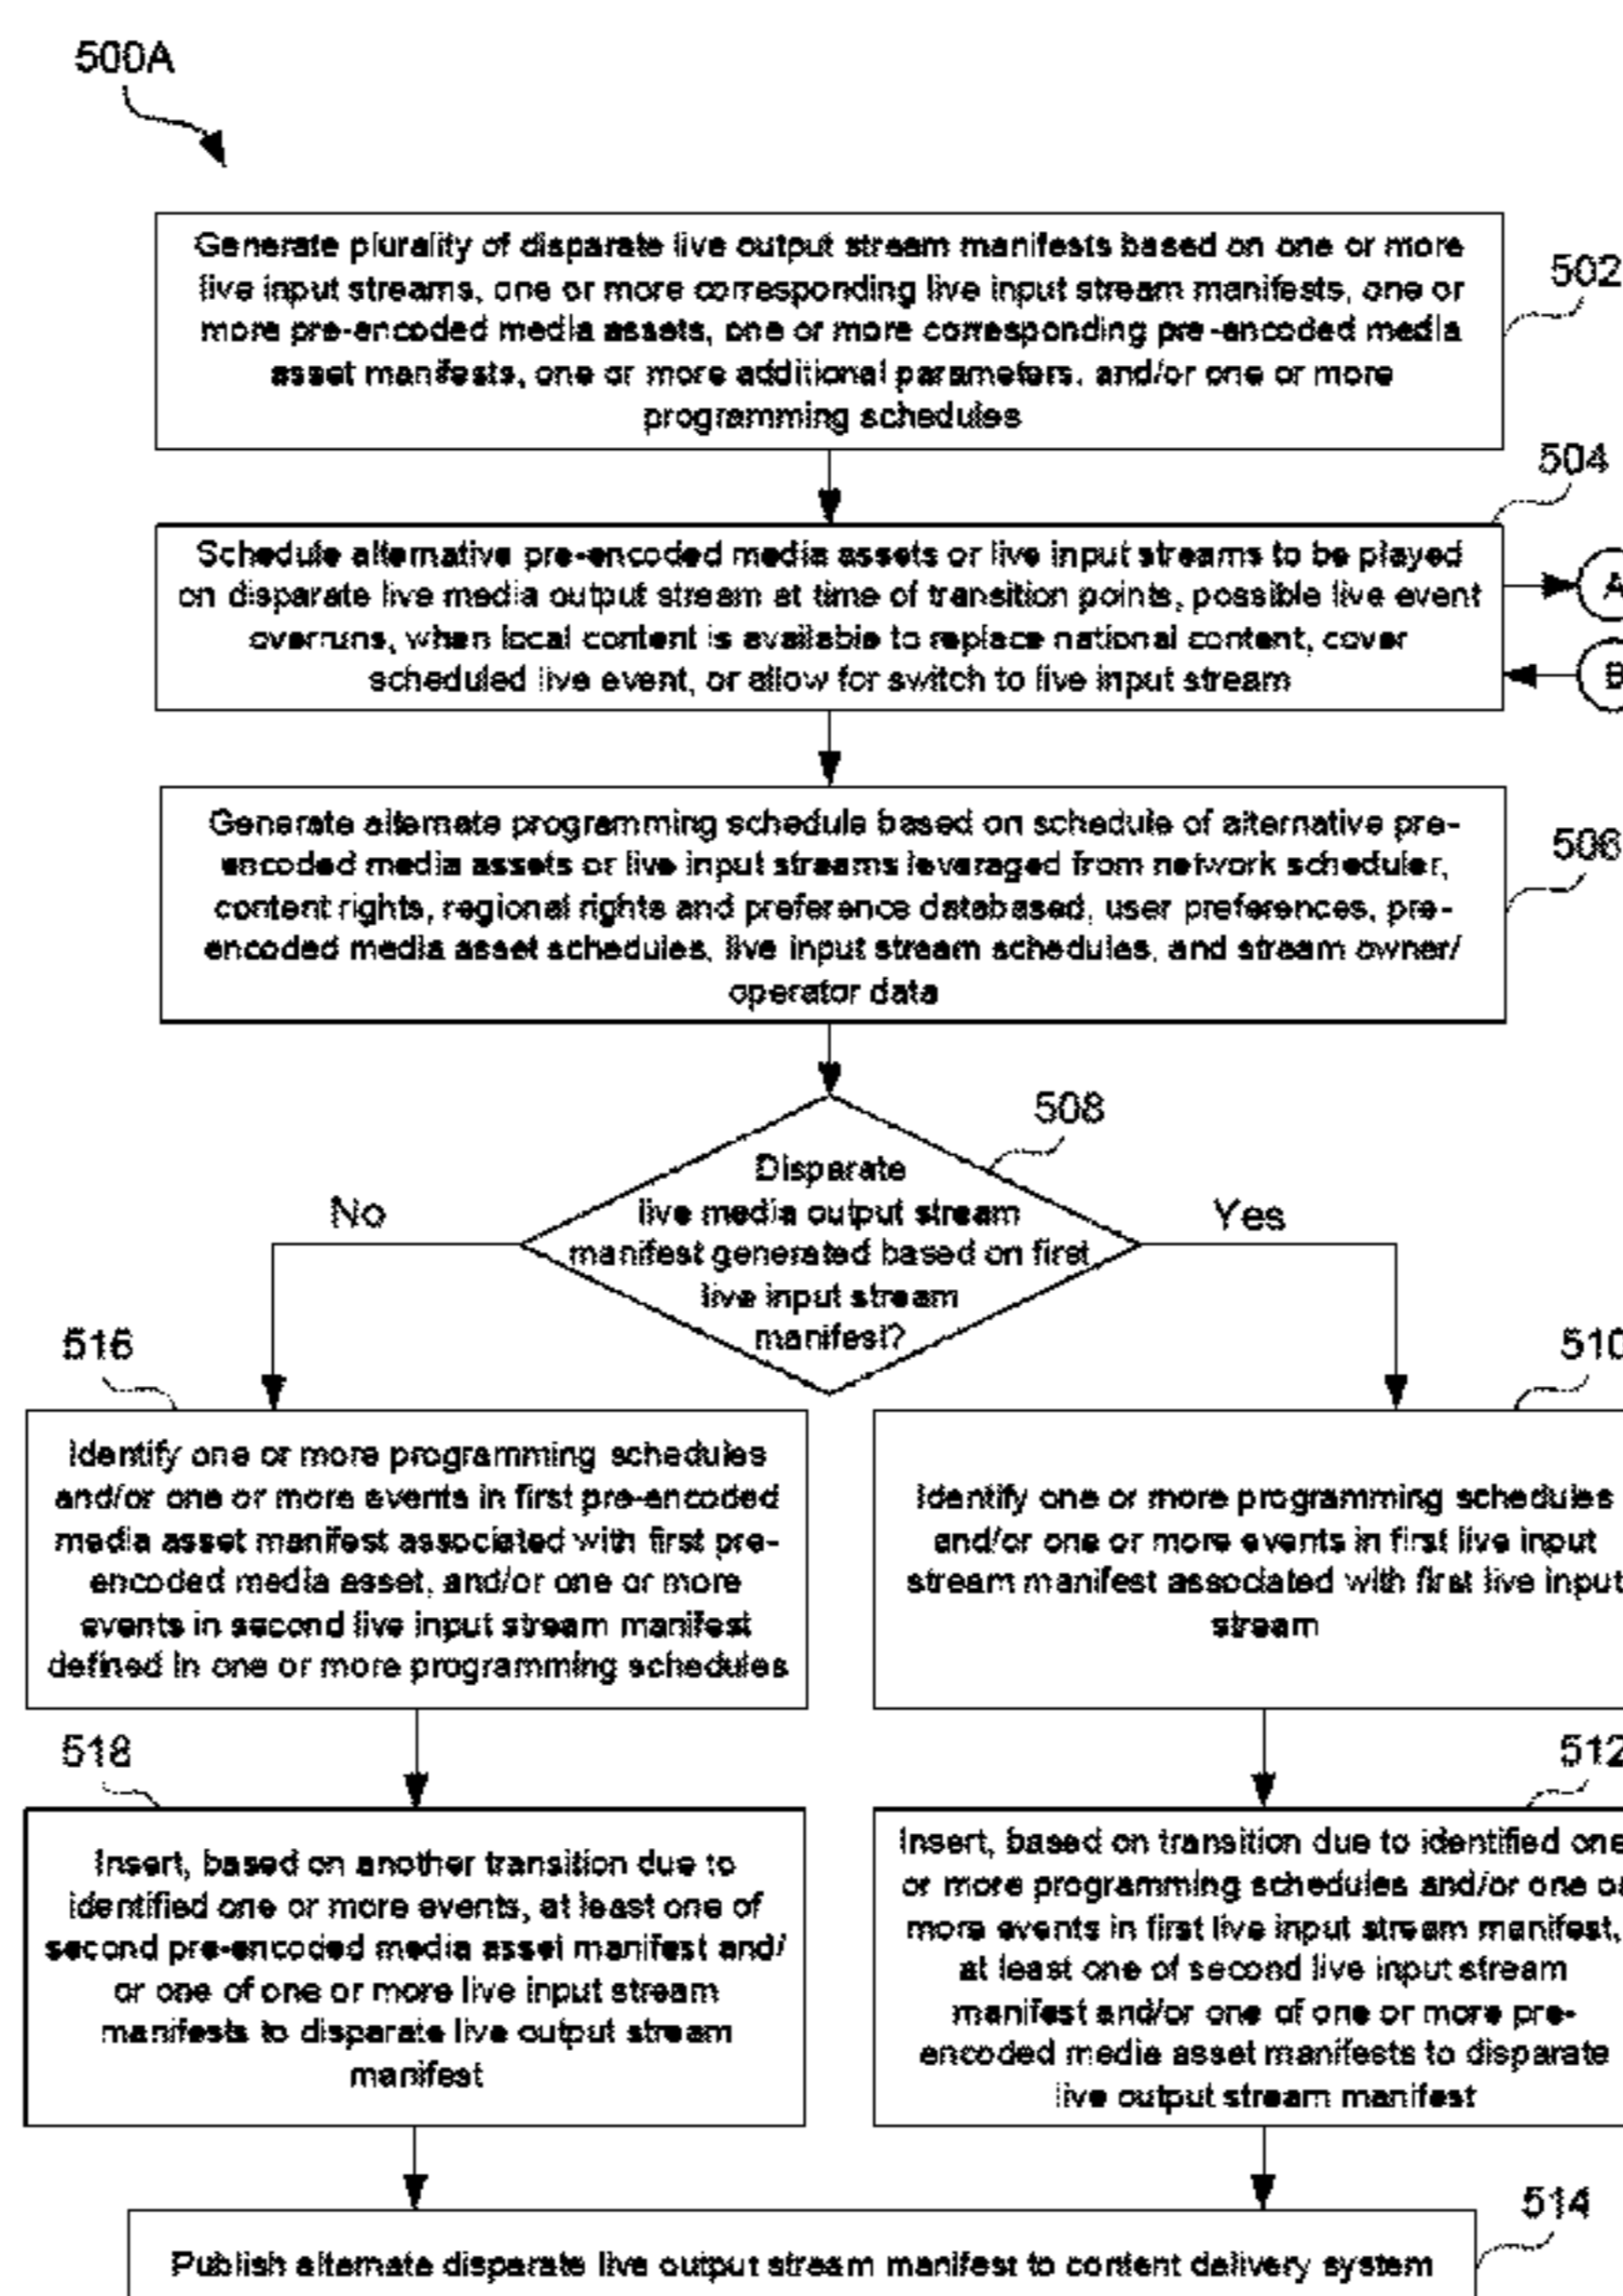 500A
Generate plurality of disparate live output stream manifests based on one or more
live input streams, one or more corresponding live input stream manifests, one or
more pre-encoded media assets, one or more corresponding pre-encoded media
asset manifests, one or more additional parameters, and/or one or more
programming schedules
502
504
Schedule alternative pre-encoded media assets or live input streams to be played
on disparate live media output stream at time of transition points, possible live event
overruns, when local content is available to replace national content, cover
scheduled live event, or allow for switch to live input stream
A
B
Generate alternate programming schedule based on schedule of alternative pre-
encoded media assets or live input streams leveraged from network scheduler,
content rights, regional rights and preference databased, user preferences, pre-
encoded media asset schedules, live input stream schedules, and stream owner/
operator data
506
508
Disparate
live media output stream
manifest generated based on first
live input stream
manifest?
No
Yes
516
Identify one or more programming schedules
and/or one or more events in first pre-encoded
media asset manifest associated with first pre-
encoded media asset, and/or one or more
events in second live input stream manifest
defined in one or more programming schedules
510
Identify one or more programming schedules
and/or one or more events in first live input
stream manifest associated with first live input
stream
518
Insert, based on another transition due to
identified one or more events, at least one of
second pre-encoded media asset manifest and/
or one of one or more live input stream
manifests to disparate live output stream
manifest
512
Insert, based on transition due to identified one
or more programming schedules and/or one or
more events in first live input stream manifest,
at least one of second live input stream
manifest and/or one of one or more pre-
encoded media asset manifests to disparate
live output stream manifest
514
Publish alternate disparate live output stream manifest to content delivery system